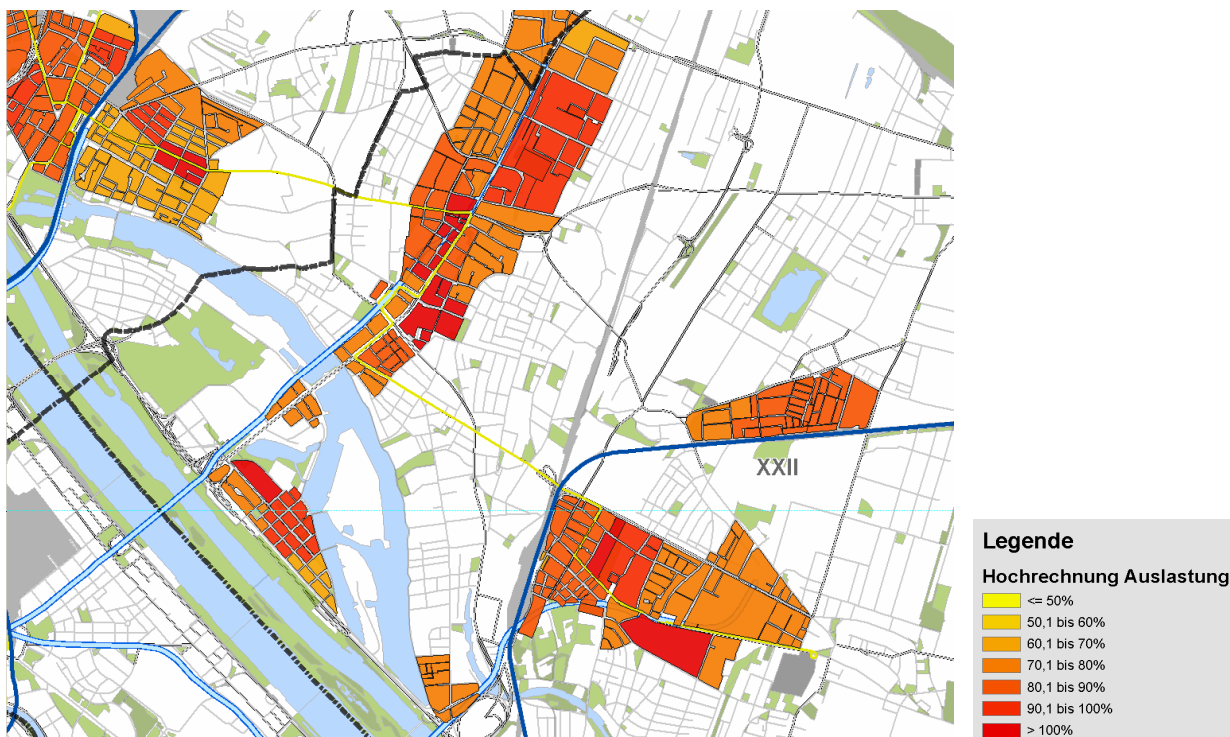 XXII
Legende
Hochrechnung Auslastung
<= 50%
50,1 bis 60%
60,1 bis 70%
70,1 bis 80%
80,1 bis 90%
90,1 bis 100%
> 100%